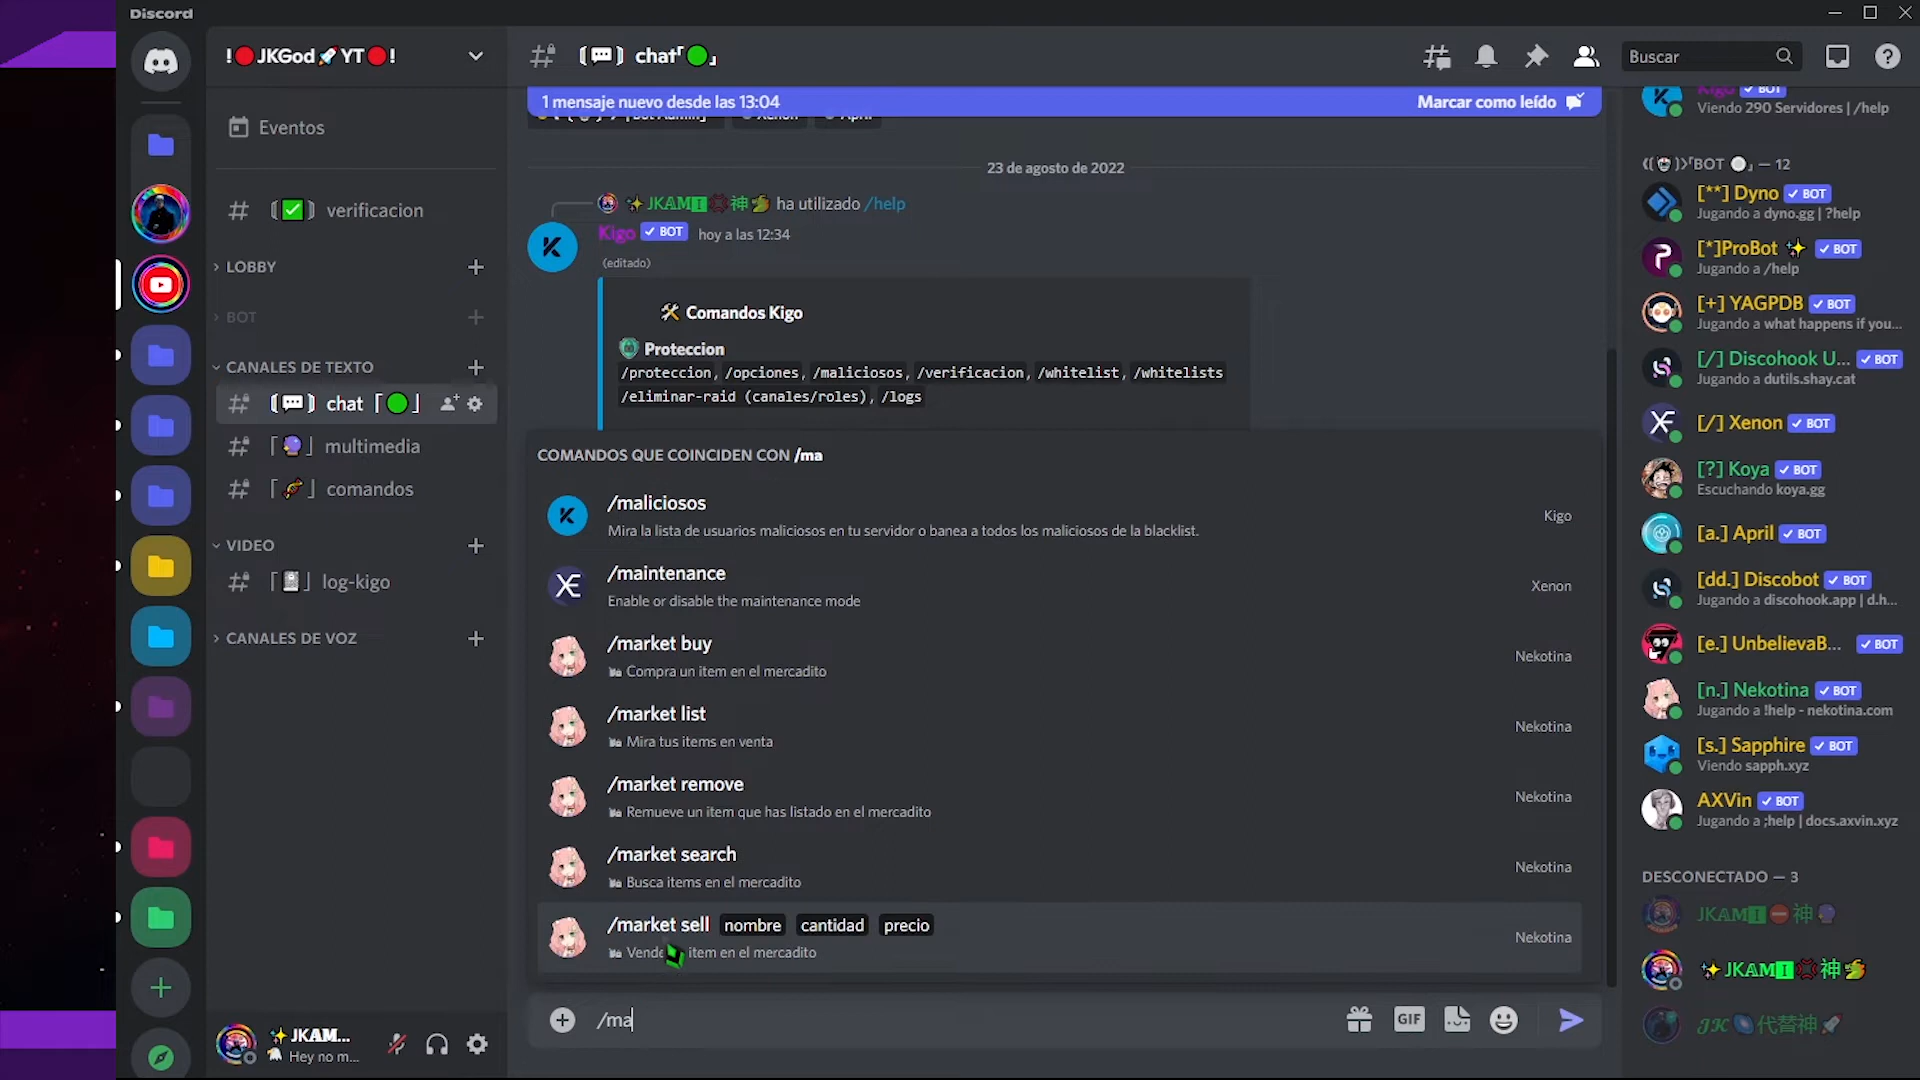 Discord
!🔴JKGod🚀YT🔴!
Eventos
verificacion
LOBBY
BOT
CANALES DE TEXTO
chat
multimedia
comandos
VIDEO
log-kigo
CANALES DE VOZ
✨JKAM...
Hey no m...
chat
Buscar
1 mensaje nuevo desde las 13:04
Marcar como leído
23 de agosto de 2022
✨JKAMI💢神 ha utilizado /help
Kigo BOT hoy a las 12:34
(editado)
Comandos Kigo
Proteccion
/proteccion, /opciones, /maliciosos, /verificacion, /whitelist, /whitelists
/eliminar-raid (canales/roles), /logs
COMANDOS QUE COINCIDEN CON /ma
/maliciosos
Mira la lista de usuarios maliciosos en tu servidor o banea a todos los maliciosos de la blacklist.
Kigo
/maintenance
Enable or disable the maintenance mode
Xenon
/market buy
Compra un item en el mercadito
Nekotina
/market list
Mira tus items en venta
Nekotina
/market remove
Remueve un item que has listado en el mercadito
Nekotina
/market search
Busca items en el mercadito
Nekotina
/market sell nombre cantidad precio
Vende item en el mercadito
Nekotina
/ma
GIF
Kigo BOT
Viendo 290 Servidores | /help
BOT — 12
[**] Dyno BOT
Jugando a dyno.gg | ?help
[*]ProBot ✨ BOT
Jugando a /help
[+] YAGPDB BOT
Jugando a what happens if you...
[/] Discohook U... BOT
Jugando a dutils.shay.cat
[/] Xenon BOT
[?] Koya BOT
Escuchando koya.gg
[a.] April BOT
[dd.] Discobot BOT
Jugando a discohook.app | d.h...
[e.] UnbelievaB... BOT
[n.] Nekotina BOT
Jugando a !help - nekotina.com
[s.] Sapphire BOT
Viendo sapph.xyz
AXVin BOT
Jugando a ;help | docs.axvin.xyz
DESCONECTADO — 3
JKAMI⛔神🔮
✨JKAMI💢神
JK 代替神🚀